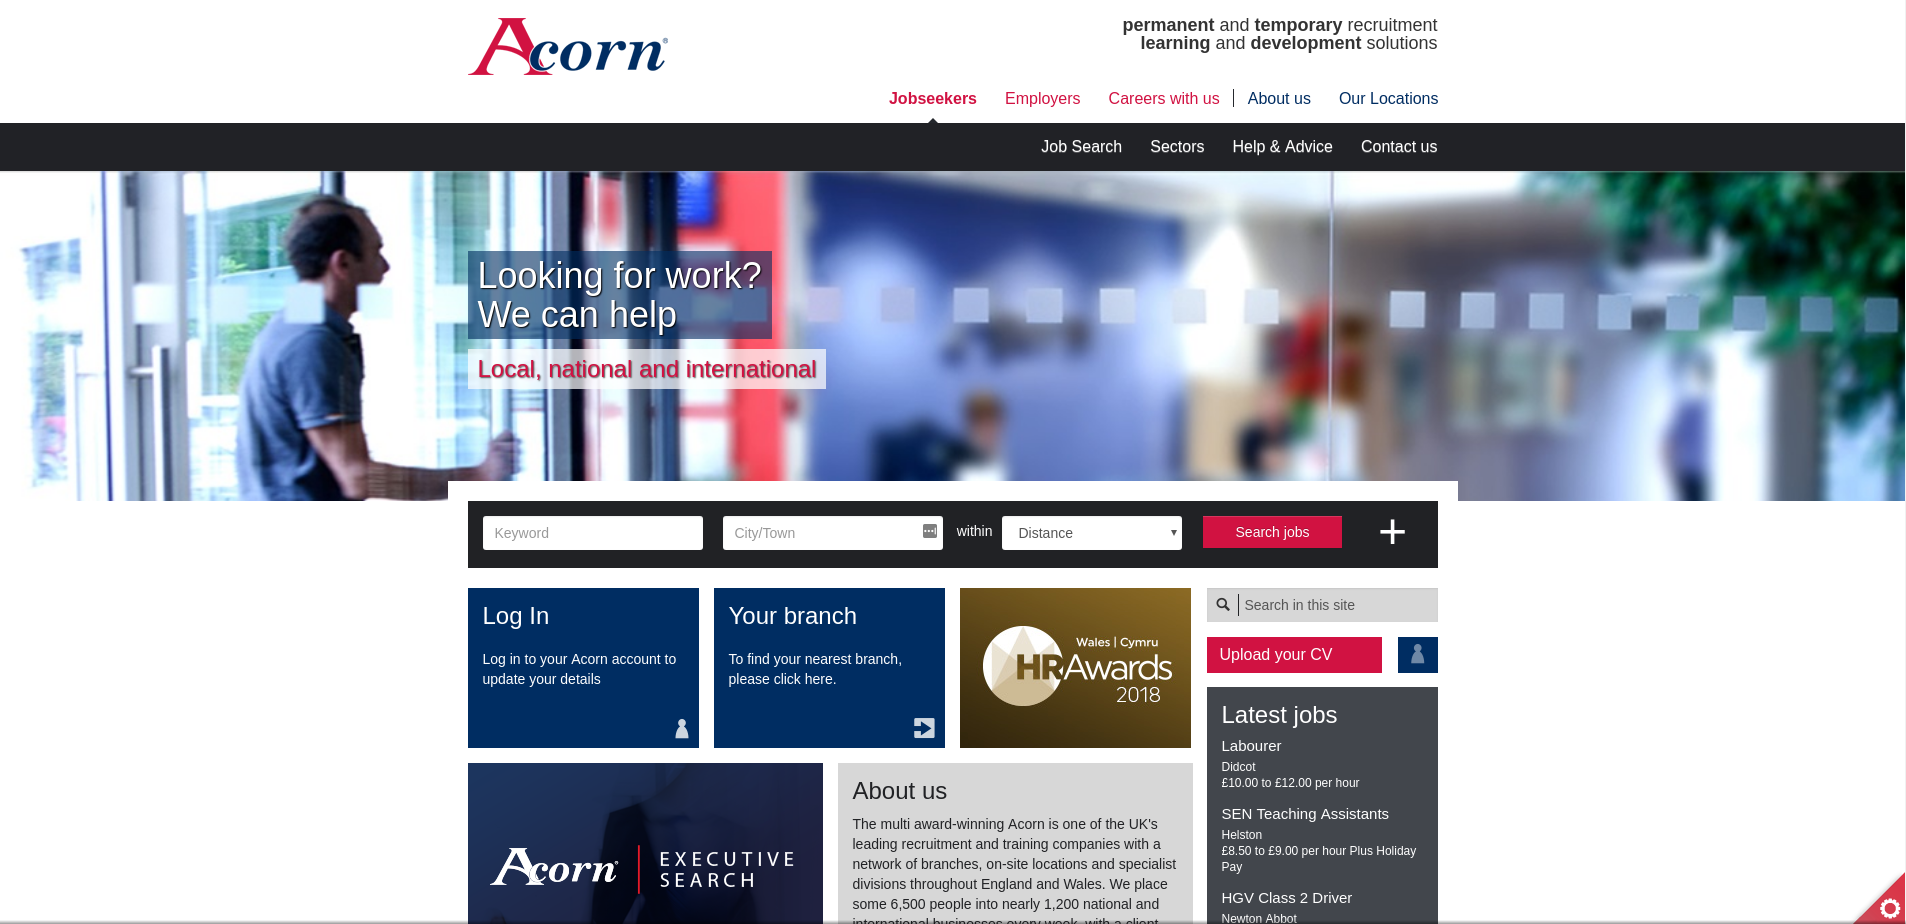 Acorn®
permanent and temporary recruitment
learning and development solutions
Jobseekers
Employers
Careers with us
About us
Our Locations
Job Search
Sectors
Help & Advice
Contact us
Looking for work?
We can help
Local, national and international
Keyword
City/Town
within
Distance
Search jobs
Log In
Log in to your Acorn account to
update your details
Your branch
To find your nearest branch,
please click here.
Wales | Cymru
HRAwards
2018
Search in this site
Upload your CV
Latest jobs
Labourer
Didcot
£10.00 to £12.00 per hour
SEN Teaching Assistants
Helston
£8.50 to £9.00 per hour Plus Holiday
Pay
HGV Class 2 Driver
Newton Abbot
Acorn®
EXECUTIVE
SEARCH
About us
The multi award-winning Acorn is one of the UK's
leading recruitment and training companies with a
network of branches, on-site locations and specialist
divisions throughout England and Wales. We place
some 6,500 people into nearly 1,200 national and
international businesses every week, with a client